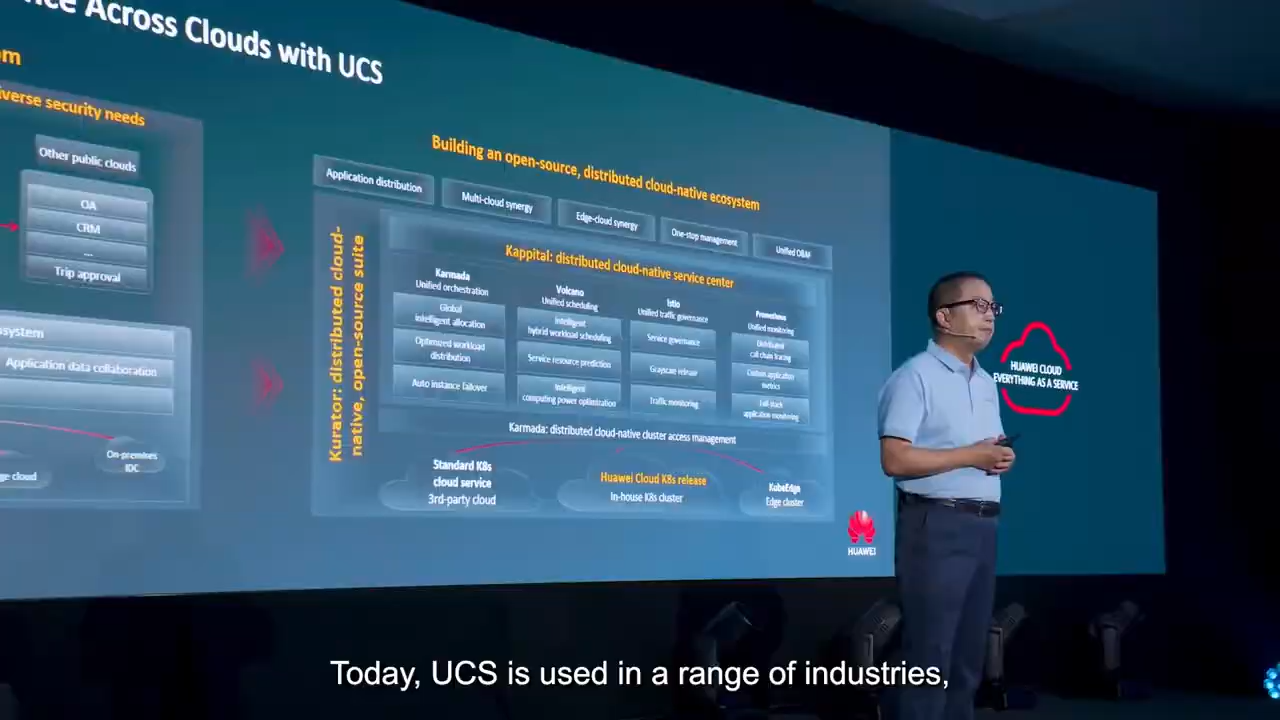 nce Across Clouds with UCS
om
iverse security needs
Other public clouds
OA
CRM
...
Trip approval
system
Application data collaboration
On-premises
IDC
ge cloud
Building an open-source, distributed cloud-native ecosystem
Application distribution
Multi-cloud synergy
Edge-cloud synergy
One-stop management
Unified O&M
Kurator: distributed cloud-
native, open-source suite
Kappital: distributed cloud-native service center
Karmada
Unified orchestration
Global
intelligent allocation
Optimized workload
distribution
Auto instance failover
Volcano
Unified scheduling
Intelligent
hybrid workload scheduling
Service resource prediction
Intelligent
computing power optimization
Istio
Unified traffic governance
Service governance
Grayscale release
Traffic monitoring
Prometheus
Unified monitoring
Distributed
call chain tracing
Custom application
metrics
Full-stack
application monitoring
Karmada: distributed cloud-native cluster access management
Standard K8s
cloud service
3rd-party cloud
Huawei Cloud K8s release
In-house K8s cluster
KubeEdge
Edge cluster
HUAWEI
HUAWEI CLOUD
EVERYTHING AS A SERVICE
Today, UCS is used in a range of industries,